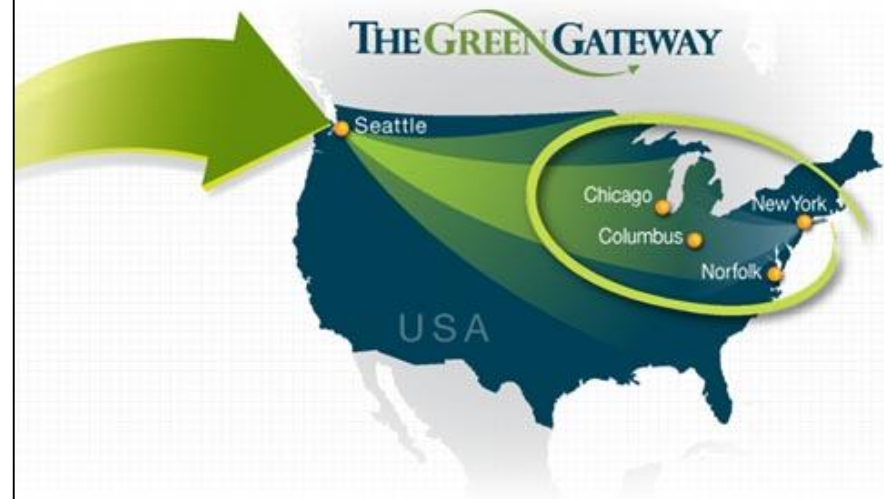 THE GREEN GATEWAY
Seattle
Chicago
New York
Columbus
Norfolk
USA